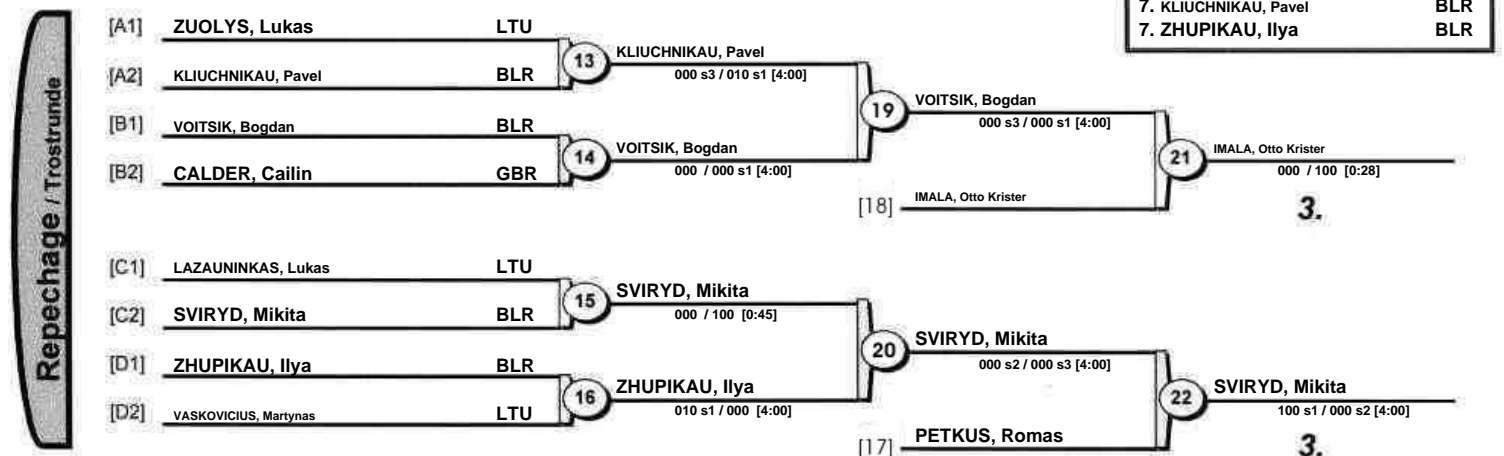 7. KLIUCHNIKAU, Pavel BLR
7. ZHUPIKAU, Ilya BLR
Repechage / Trostrunde
[A1] ZUOLYS, Lukas LTU
[A2] KLIUCHNIKAU, Pavel BLR
13 KLIUCHNIKAU, Pavel
000 s3 / 010 s1 [4:00]
[B1] VOITSIK, Bogdan BLR
[B2] CALDER, Cailin GBR
14 VOITSIK, Bogdan
000 / 000 s1 [4:00]
19 VOITSIK, Bogdan
000 s3 / 000 s1 [4:00]
[18] IMALA, Otto Krister
21 IMALA, Otto Krister
000 / 100 [0:28]
3.
[C1] LAZAUNINKAS, Lukas LTU
[C2] SVIRYD, Mikita BLR
15 SVIRYD, Mikita
000 / 100 [0:45]
[D1] ZHUPIKAU, Ilya BLR
[D2] VASKOVICIUS, Martynas LTU
16 ZHUPIKAU, Ilya
010 s1 / 000 [4:00]
20 SVIRYD, Mikita
000 s2 / 000 s3 [4:00]
[17] PETKUS, Romas
22 SVIRYD, Mikita
100 s1 / 000 s2 [4:00]
3.